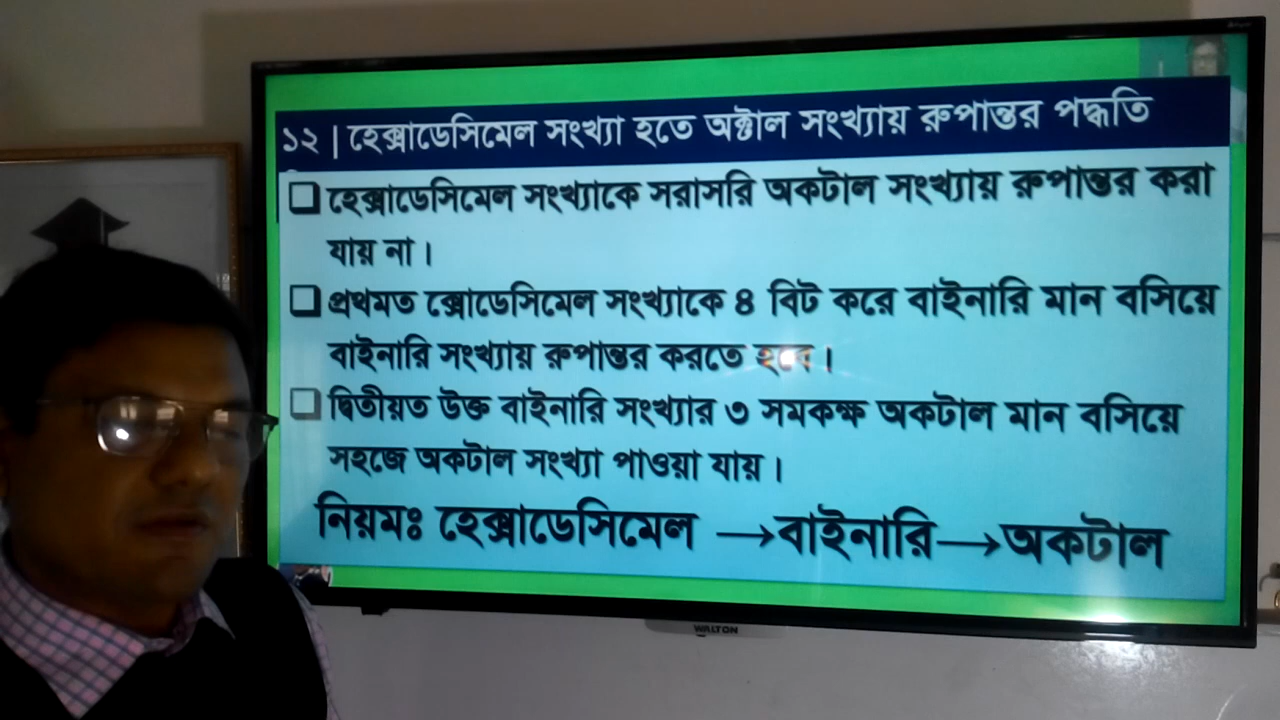 ১২ | হেক্সাডেসিমেল সংখ্যা হতে অক্টাল সংখ্যায় রুপান্তর পদ্ধতি
হেক্সাডেসিমেল সংখ্যাকে সরাসরি অকটাল সংখ্যায় রুপান্তর করা
যায় না।
প্রথমত ক্সোডেসিমেল সংখ্যাকে ৪ বিট করে বাইনারি মান বসিয়ে
বাইনারি সংখ্যায় রুপান্তর করতে হবে।
দ্বিতীয়ত উক্ত বাইনারি সংখ্যার ৩ সমকক্ষ অকটাল মান বসিয়ে
সহজে অকটাল সংখ্যা পাওয়া যায়।
নিয়মঃ হেক্সাডেসিমেল →বাইনারি→অকটাল
WALTON